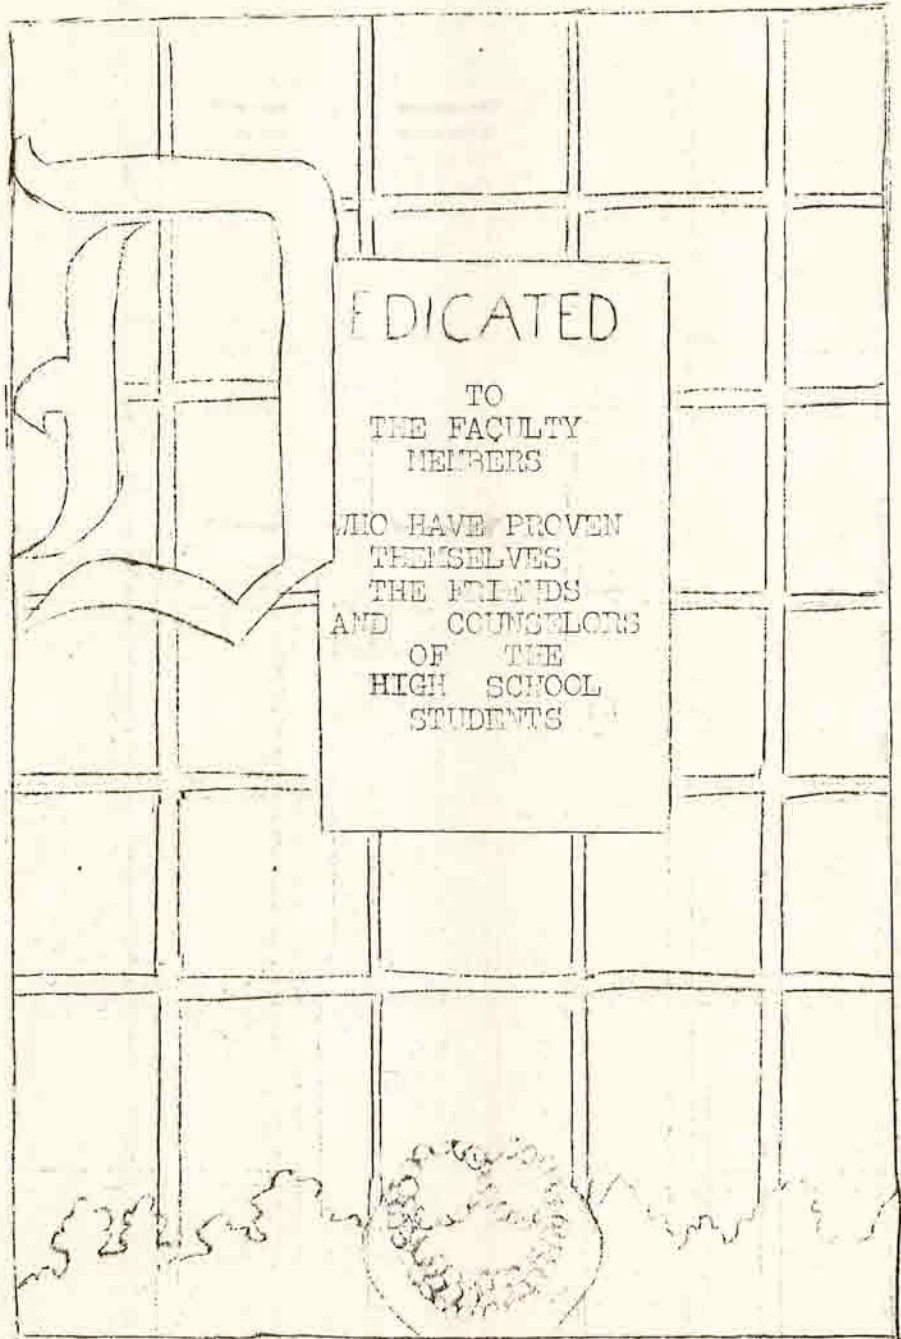 DEDICATED
TO
THE FACULTY
MEMBERS
WHO HAVE PROVEN
THEMSELVES
THE FRIENDS
AND COUNSELORS
OF THE
HIGH SCHOOL
STUDENTS